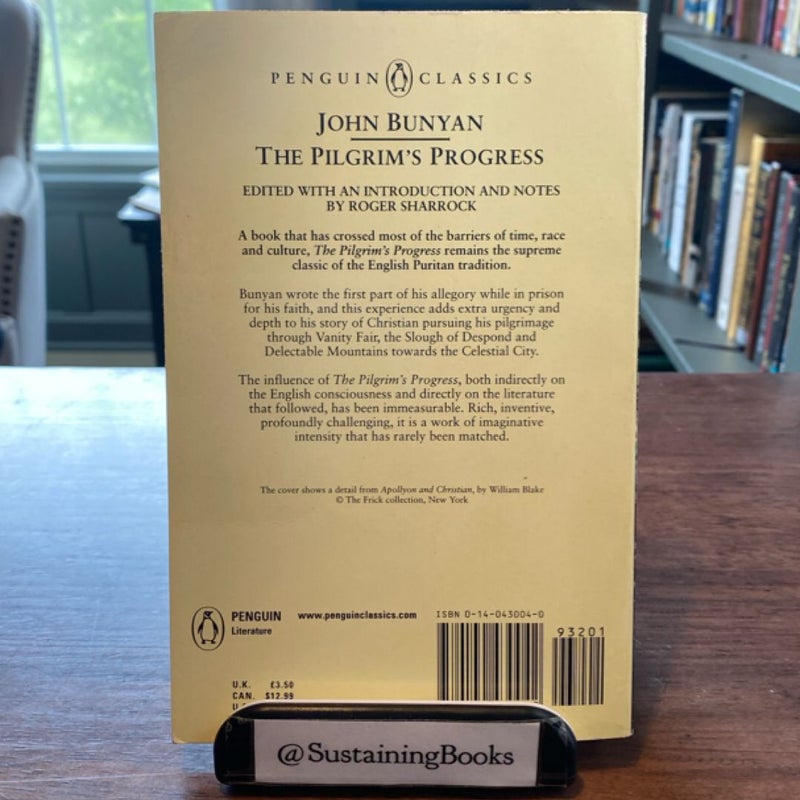 PENGUIN CLASSICS
JOHN BUNYAN
THE PILGRIM'S PROGRESS
EDITED WITH AN INTRODUCTION AND NOTES
BY ROGER SHARROCK
A book that has crossed most of the barriers of time, race
and culture, The Pilgrim's Progress remains the supreme
classic of the English Puritan tradition.
Bunyan wrote the first part of his allegory while in prison
for his faith, and this experience adds extra urgency and
depth to his story of Christian pursuing his pilgrimage
through Vanity Fair, the Slough of Despond and
Delectable Mountains towards the Celestial City.
The influence of The Pilgrim's Progress, both indirectly on
the English consciousness and directly on the literature
that followed, has been immeasurable. Rich, inventive,
profoundly challenging, it is a work of imaginative
intensity that has rarely been matched.
The cover shows a detail from Apollyon and Christian, by William Blake
© The Frick collection, New York
PENGUIN
Literature
www.penguinclassics.com
ISBN 0-14-043004-0
93201
U.K. £3.50
CAN. $12.99
@SustainingBooks